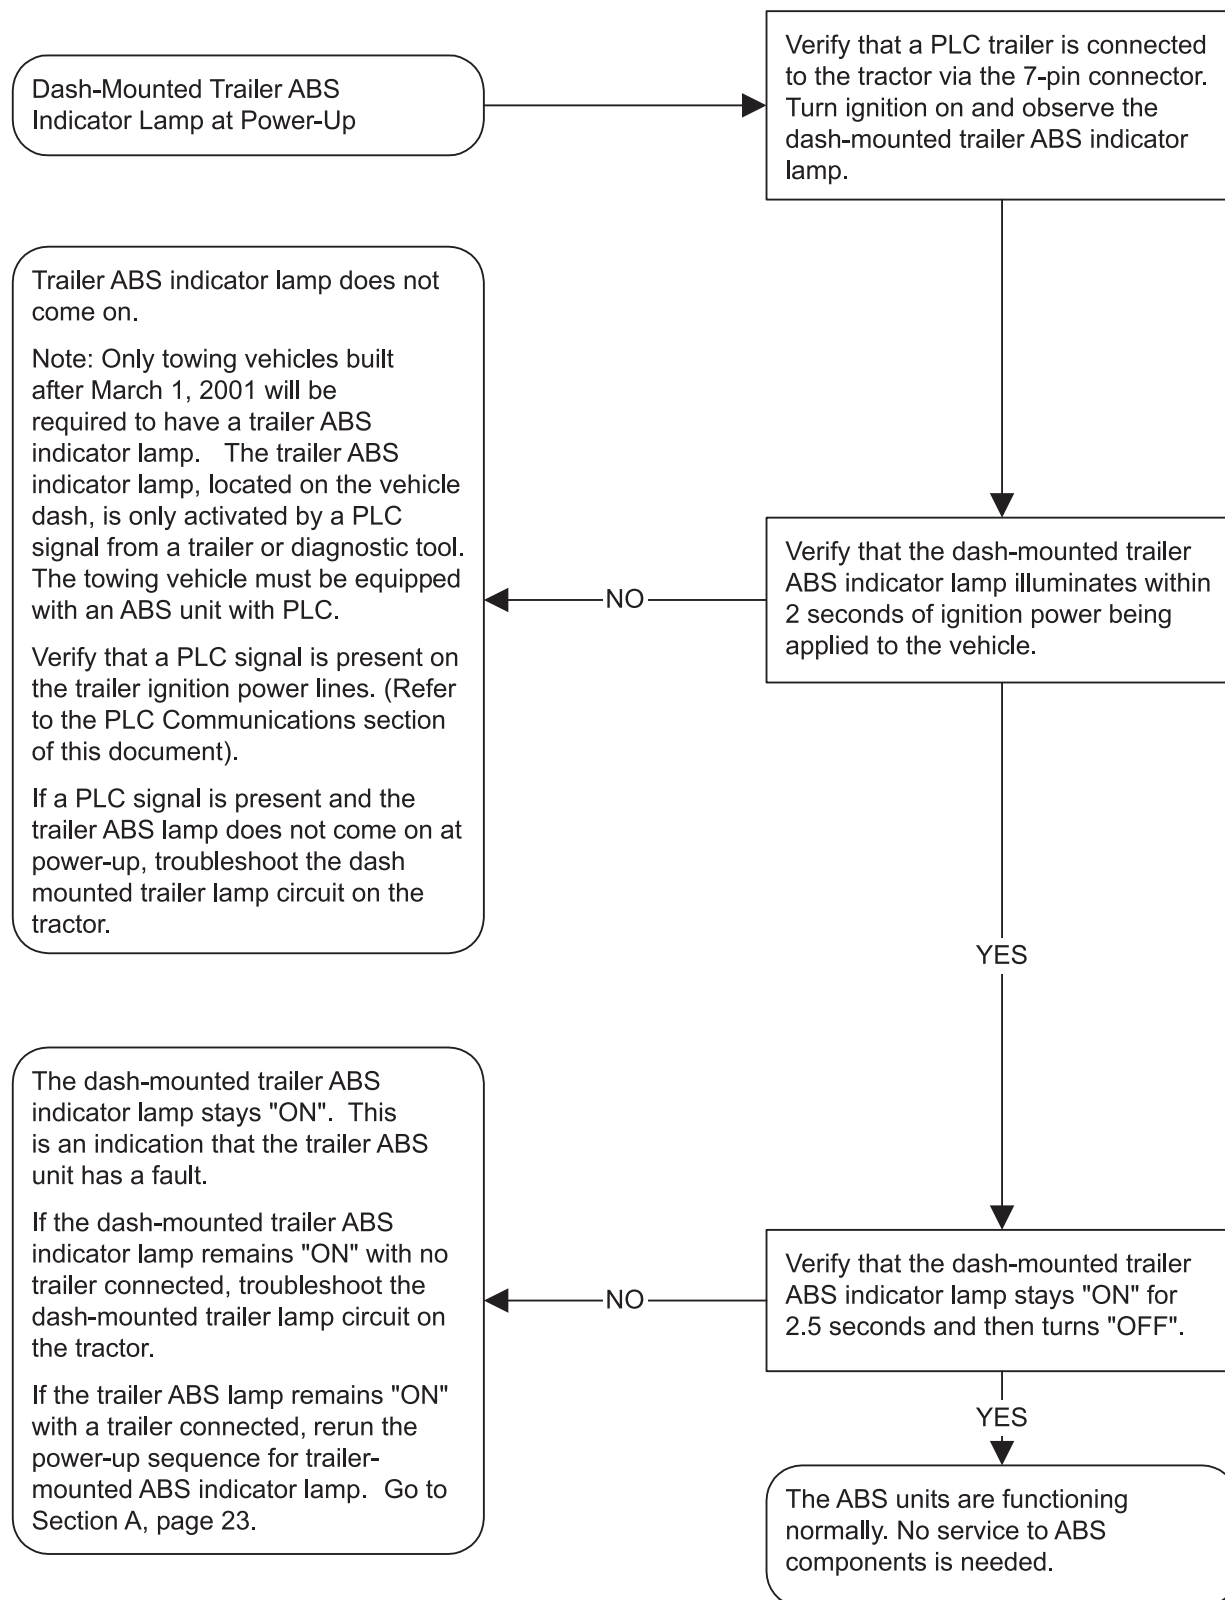 Dash-Mounted Trailer ABS
Indicator Lamp at Power-Up
Verify that a PLC trailer is connected
to the tractor via the 7-pin connector.
Turn ignition on and observe the
dash-mounted trailer ABS indicator
lamp.
Trailer ABS indicator lamp does not
come on.
Note: Only towing vehicles built
after March 1, 2001 will be
required to have a trailer ABS
indicator lamp.   The trailer ABS
indicator lamp, located on the vehicle
dash, is only activated by a PLC
signal from a trailer or diagnostic tool.
The towing vehicle must be equipped
with an ABS unit with PLC.
Verify that a PLC signal is present on
the trailer ignition power lines. (Refer
to the PLC Communications section
of this document).
If a PLC signal is present and the
trailer ABS lamp does not come on at
power-up, troubleshoot the dash
mounted trailer lamp circuit on the
tractor.
NO
Verify that the dash-mounted trailer
ABS indicator lamp illuminates within
2 seconds of ignition power being
applied to the vehicle.
YES
The dash-mounted trailer ABS
indicator lamp stays "ON".  This
is an indication that the trailer ABS
unit has a fault.
If the dash-mounted trailer ABS
indicator lamp remains "ON" with no
trailer connected, troubleshoot the
dash-mounted trailer lamp circuit on
the tractor.
If the trailer ABS lamp remains "ON"
with a trailer connected, rerun the
power-up sequence for trailer-
mounted ABS indicator lamp.  Go to
Section A, page 23.
NO
Verify that the dash-mounted trailer
ABS indicator lamp stays "ON" for
2.5 seconds and then turns "OFF".
YES
The ABS units are functioning
normally. No service to ABS
components is needed.